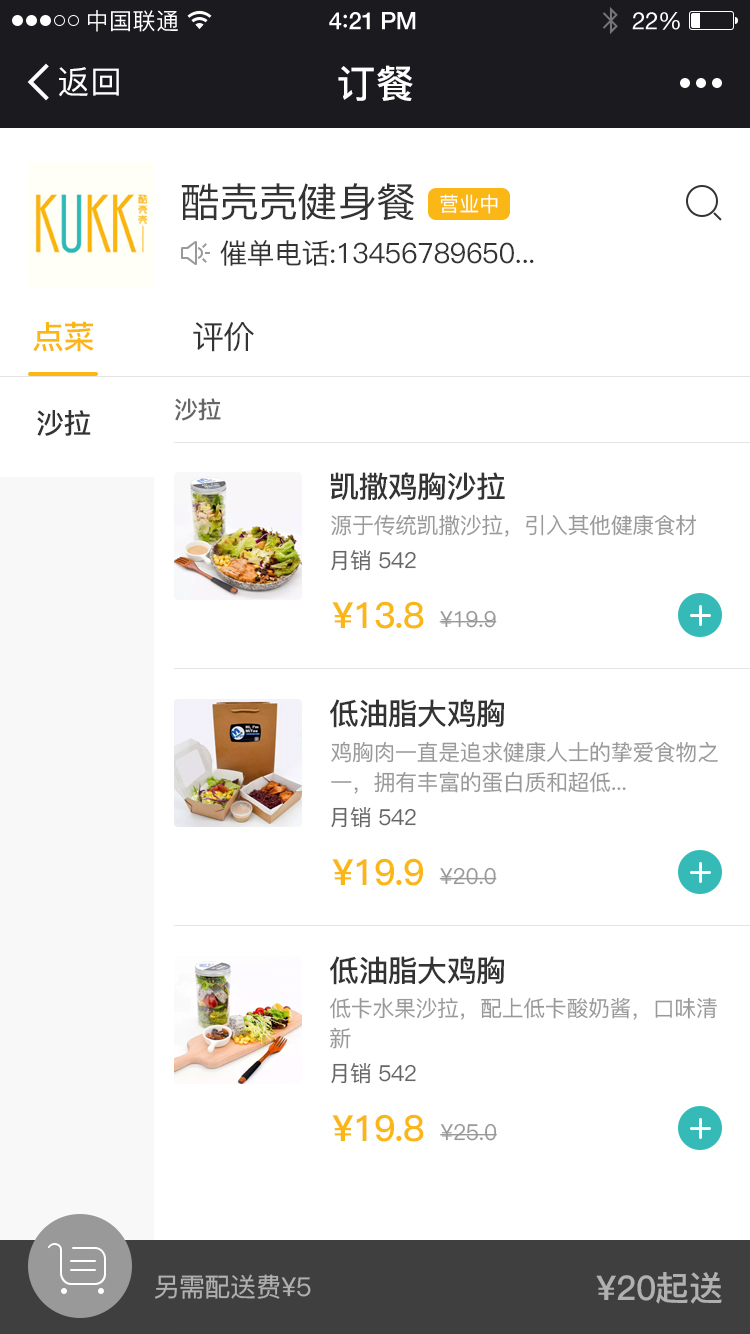 中国联通 4:21 PM 22%
返回 订餐
KUKK 酷壳壳
酷壳壳健身餐 营业中
催单电话:13456789650...
点菜 评价
沙拉
沙拉
凯撒鸡胸沙拉
源于传统凯撒沙拉，引入其他健康食材
月销 542
¥13.8 ¥19.9
低油脂大鸡胸
鸡胸肉一直是追求健康人士的挚爱食物之
一，拥有丰富的蛋白质和超低...
月销 542
¥19.9 ¥20.0
低油脂大鸡胸
低卡水果沙拉，配上低卡酸奶酱，口味清
新
月销 542
¥19.8 ¥25.0
另需配送费¥5 ¥20起送